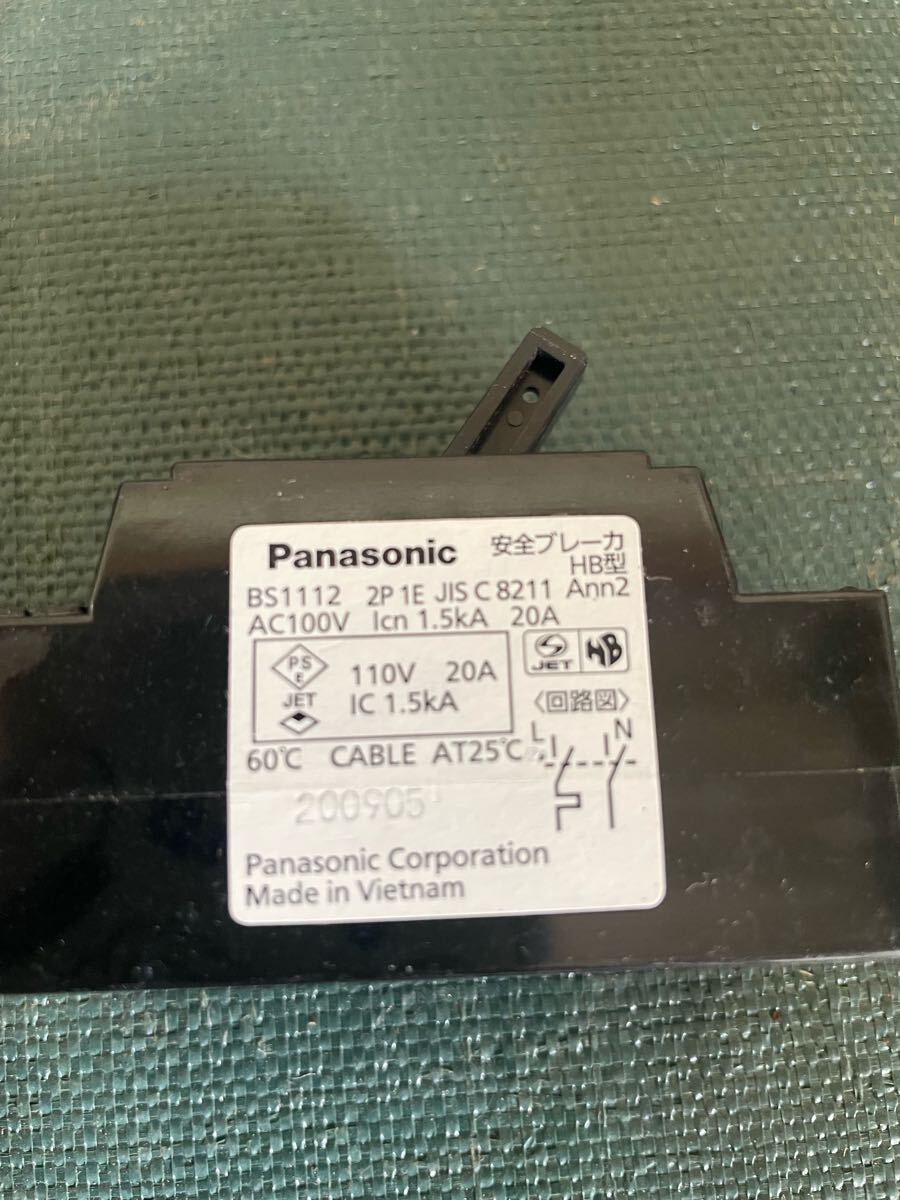 Panasonic 安全ブレーカ
HB型
BS1112 2P1E JIS C 8211 Ann2
AC100V Icn 1.5kA 20A
PS
E
JET
110V 20A
IC 1.5kA
JET HB
〈回路図〉
L N
60℃ CABLE AT25℃
200905
Panasonic Corporation
Made in Vietnam